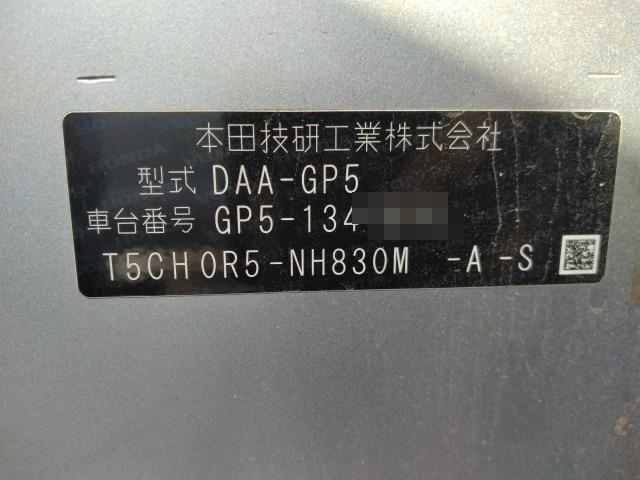 本田技研工業株式会社
型式 DAA-GP5
車台番号 GP5-134
T5CH0R5-NH830M -A -S